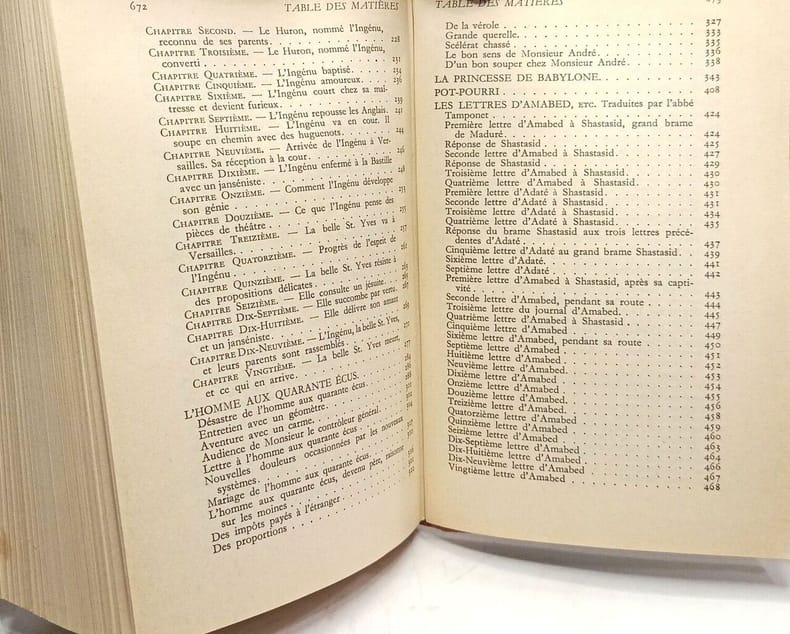 672 TABLE DES MATIÈRES
CHAPITRE SECOND. — Le Huron, nommé l'Ingénu,
reconnu de ses parents. 228
CHAPITRE TROISIÈME. — Le Huron, nommé l'Ingénu,
converti 231
CHAPITRE QUATRIÈME. — L'Ingénu baptisé. 234
CHAPITRE CINQUIÈME. — L'Ingénu amoureux. 236
CHAPITRE SIXIÈME. — L'Ingénu court chez sa maî-
tresse et devient furieux. 239
CHAPITRE SEPTIÈME. — L'Ingénu repousse les Anglais. 241
CHAPITRE HUITIÈME. — L'Ingénu va en cour. Il
soupe en chemin avec des huguenots. 244
CHAPITRE NEUVIÈME. — Arrivée de l'Ingénu à Ver-
sailles. Sa réception à la cour. 246
CHAPITRE DIXIÈME. — L'Ingénu enfermé à la Bastille
avec un janséniste. 248
CHAPITRE ONZIÈME. — Comment l'Ingénu développe
son génie 253
CHAPITRE DOUZIÈME. — Ce que l'Ingénu pense des
pièces de théâtre. 255
CHAPITRE TREIZIÈME. — La belle St. Yves va à
Versailles. 257
CHAPITRE QUATORZIÈME. — Progrès de l'esprit de
l'Ingénu
CHAPITRE QUINZIÈME. — La belle St. Yves résiste à
des propositions délicates.
CHAPITRE SEIZIÈME. — Elle consulte un jésuite.
CHAPITRE DIX-SEPTIÈME. — Elle succombe par vertu.
CHAPITRE DIX-HUITIÈME. — Elle délivre son amant
et un janséniste.
CHAPITRE DIX-NEUVIÈME. — L'Ingénu, la belle St. Yves,
et leurs parents sont rassemblés.
CHAPITRE VINGTIÈME. — La belle St. Yves meurt,
et ce qui en arrive. 277
L'HOMME AUX QUARANTE ÉCUS.
Désastre de l'homme aux quarante écus.
Entretien avec un géomètre.
Aventure avec un carme.
Audience de Monsieur le contrôleur général.
Lettre à l'homme aux quarante écus
Nouvelles douleurs occasionnées par les nouveaux
systèmes.
Mariage de l'homme aux quarante écus.
L'homme aux quarante écus, devenu père, raisonne
sur les moines
Des impôts payés à l'étranger
Des proportions
TABLE DES MATIÈRES
De la vérole 327
Grande querelle. 333
Scélérat chassé 335
Le bon sens de Monsieur André. 336
D'un bon souper chez Monsieur André. 338
LA PRINCESSE DE BABYLONE. 343
POT-POURRI 408
LES LETTRES D'AMABED, ETC. Traduites par l'abbé
Tamponet 424
Première lettre d'Amabed à Shastasid, grand brame
de Maduré. 424
Réponse de Shastasid 425
Seconde lettre d'Amabed à Shastasid. 427
Réponse de Shastasid 429
Troisième lettre d'Amabed à Shastasid 430
Quatrième lettre d'Amabed à Shastasid. 430
Première lettre d'Adaté à Shastasid 431
Seconde lettre d'Adaté à Shastasid. 431
Troisième lettre d'Adaté à Shastasid 434
Quatrième lettre d'Adaté à Shastasid. 435
Réponse du brame Shastasid aux trois lettres précé-
dentes d'Adaté 437
Cinquième lettre d'Adaté au grand brame Shastasid. 439
Sixième lettre d'Adaté. 441
Septième lettre d'Adaté 442
Première lettre d'Amabed à Shastasid, après sa capti-
vité. 443
Seconde lettre d'Amabed, pendant sa route 444
Troisième du journal d'Amabed. 445
Quatrième lettre d'Amabed à Shastasid 447
Cinquième lettre d'Amabed 449
Sixième lettre d'Amabed, pendant sa route 450
Septième lettre d'Amabed 451
Huitième lettre d'Amabed 452
Neuvième lettre d'Amabed. 453
Dixième lettre d'Amabed 453
Onzième lettre d'Amabed. 454
Douzième lettre d'Amabed. 455
Treizième lettre d'Amabed. 456
Quatorzième lettre d'Amabed 458
Quinzième lettre d'Amabed 459
Seizième lettre d'Amabed 460
Dix-Septième lettre d'Amabed 463
Dix-Huitième lettre d'Amabed 464
Dix-Neuvième lettre d'Amabed 466
Vingtième lettre d'Amabed 467
468